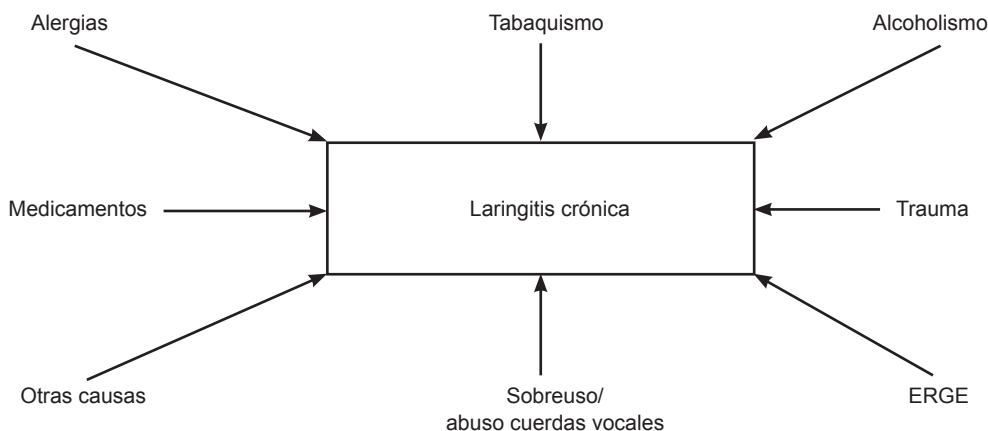 Alergias
Tabaquismo
Alcoholismo
Medicamentos
Laringitis crónica
Trauma
Otras causas
Sobreuso/
abuso cuerdas vocales
ERGE